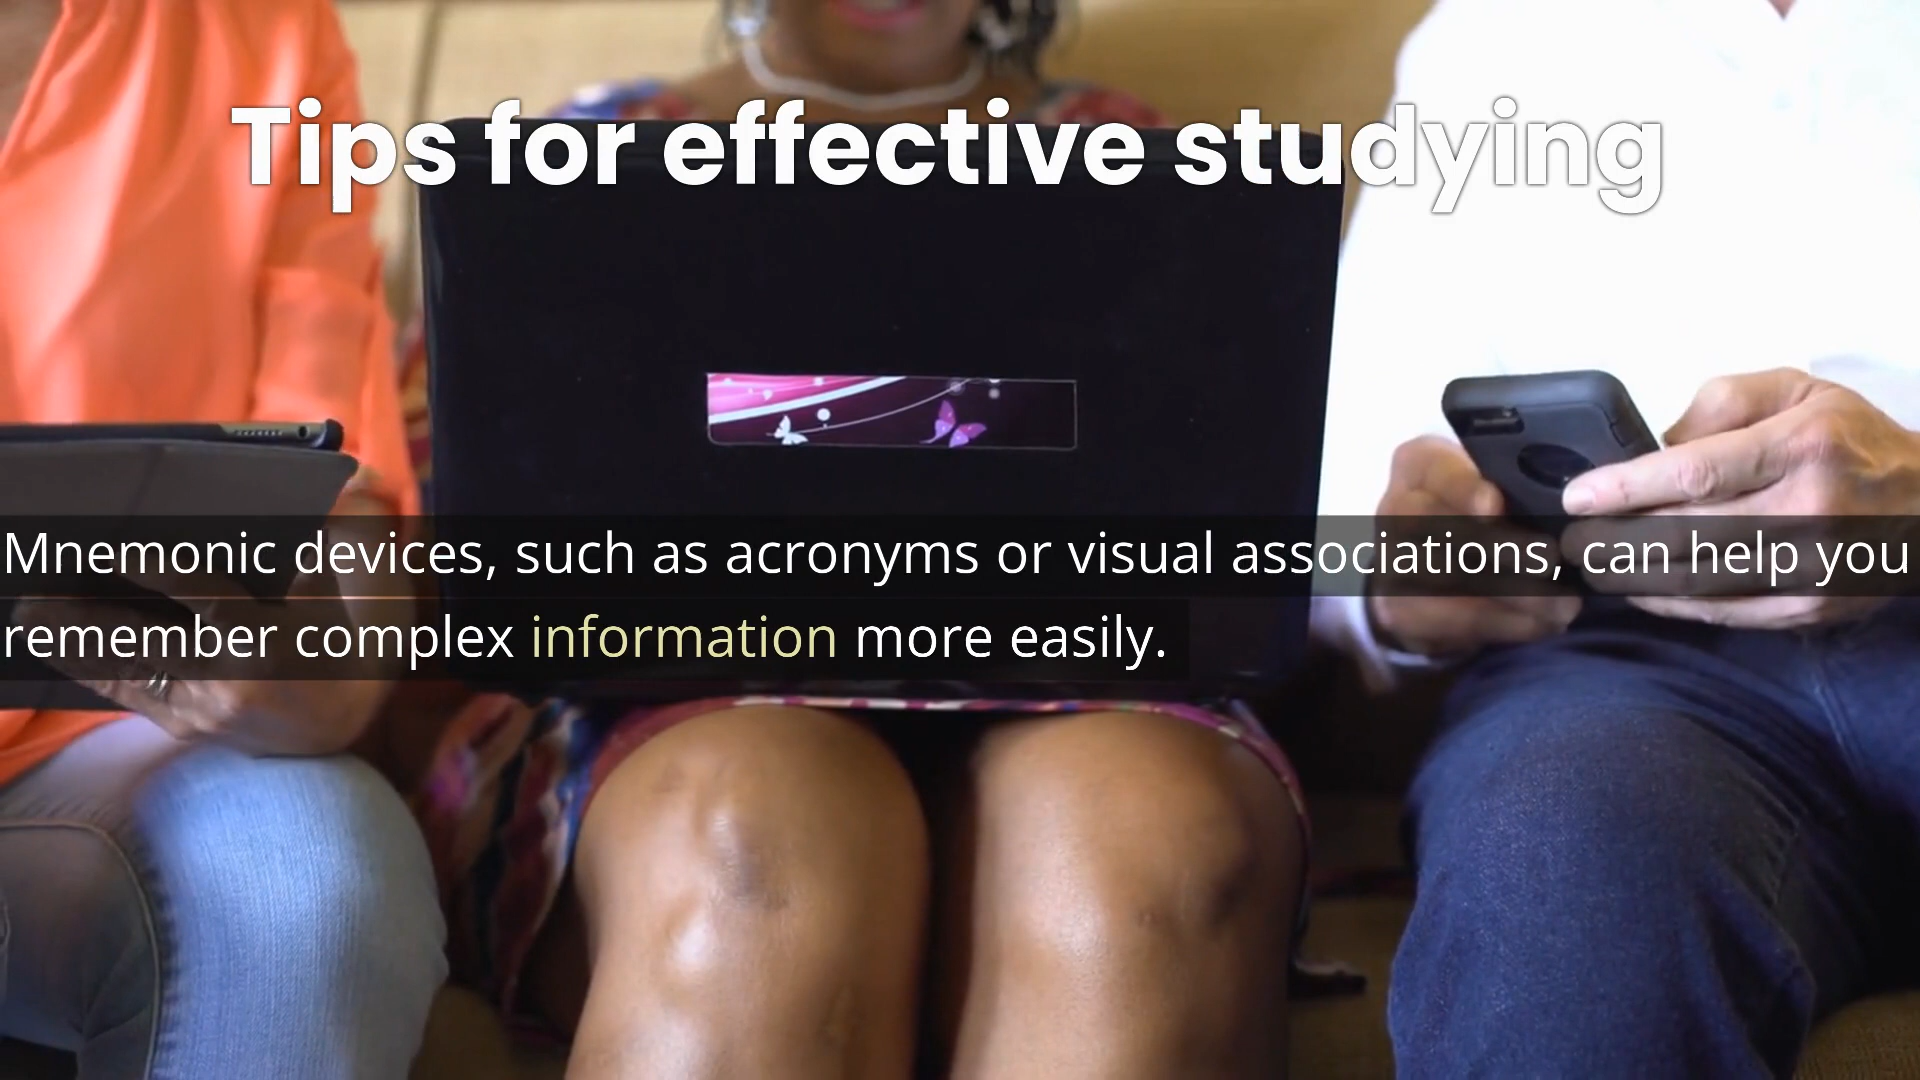 Tips for effective studying
Mnemonic devices, such as acronyms or visual associations, can help you
remember complex information more easily.